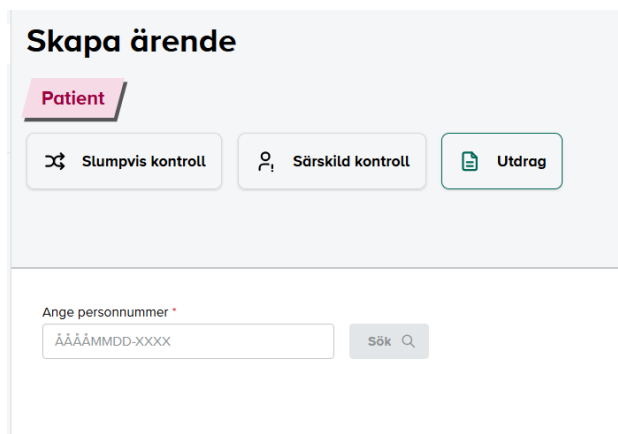 Skapa ärende
Patient
Slumpvis kontroll
Särskild kontroll
Utdrag
Ange personnummer *
ÅÅÅÅMMDD-XXXX
Sök